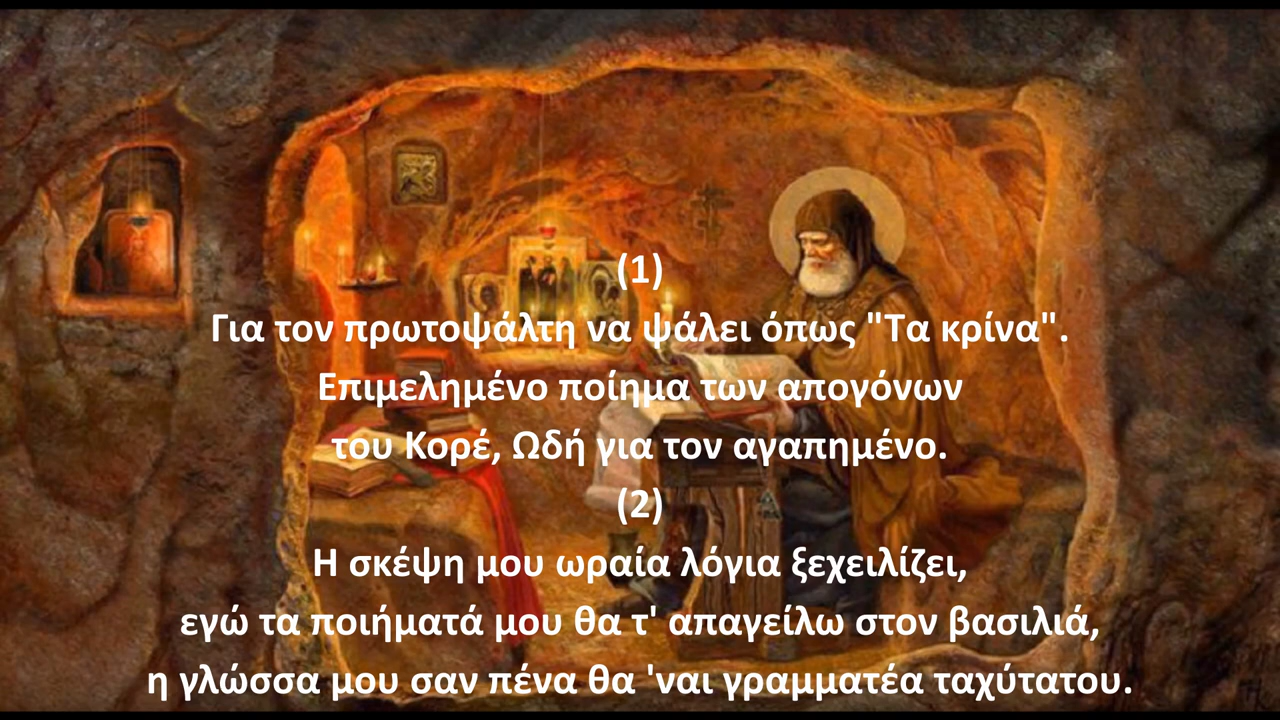 (1)
Για τον πρωτοψάλτη να ψάλει όπως "Τα κρίνα".
Επιμελημένο ποίημα των απογόνων
του Κορέ, Ωδή για τον αγαπημένο.
(2)
Η σκέψη μου ωραία λόγια ξεχειλίζει,
εγώ τα ποιήματά μου θα τ' απαγείλω στον βασιλιά,
η γλώσσα μου σαν πένα θα 'ναι γραμματέα ταχύτατου.